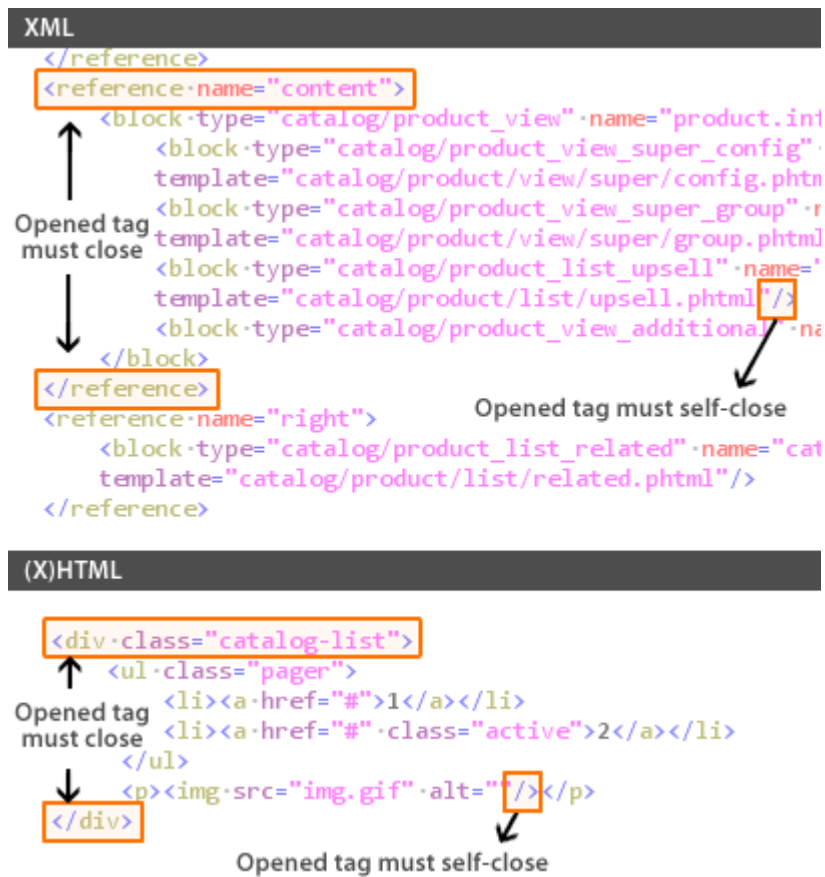 XML
</reference>
<reference name="content">
<block type="catalog/product_view" name="product.inf
<block type="catalog/product_view_super_config"
template="catalog/product/view/super/config.phtm
<block type="catalog/product_view_super_group"
Opened tag
must close
template="catalog/product/view/super/group.phtml
<block type="catalog/product_list_upsell" name="
template="catalog/product/list/upsell.phtml"/>
<block type="catalog/product_view_additional" na
</block>
</reference>
Opened tag must self-close
<reference name="right">
<block type="catalog/product_list_related" name="cat
template="catalog/product/list/related.phtml"/>
</reference>
(X)HTML
<div class="catalog-list">
<ul class="pager">
<li><a href="#">1</a></li>
Opened tag
must close
<li><a href="#" class="active">2</a></li>
</ul>
<p><img src="img.gif" alt=""/></p>
</div>
Opened tag must self-close